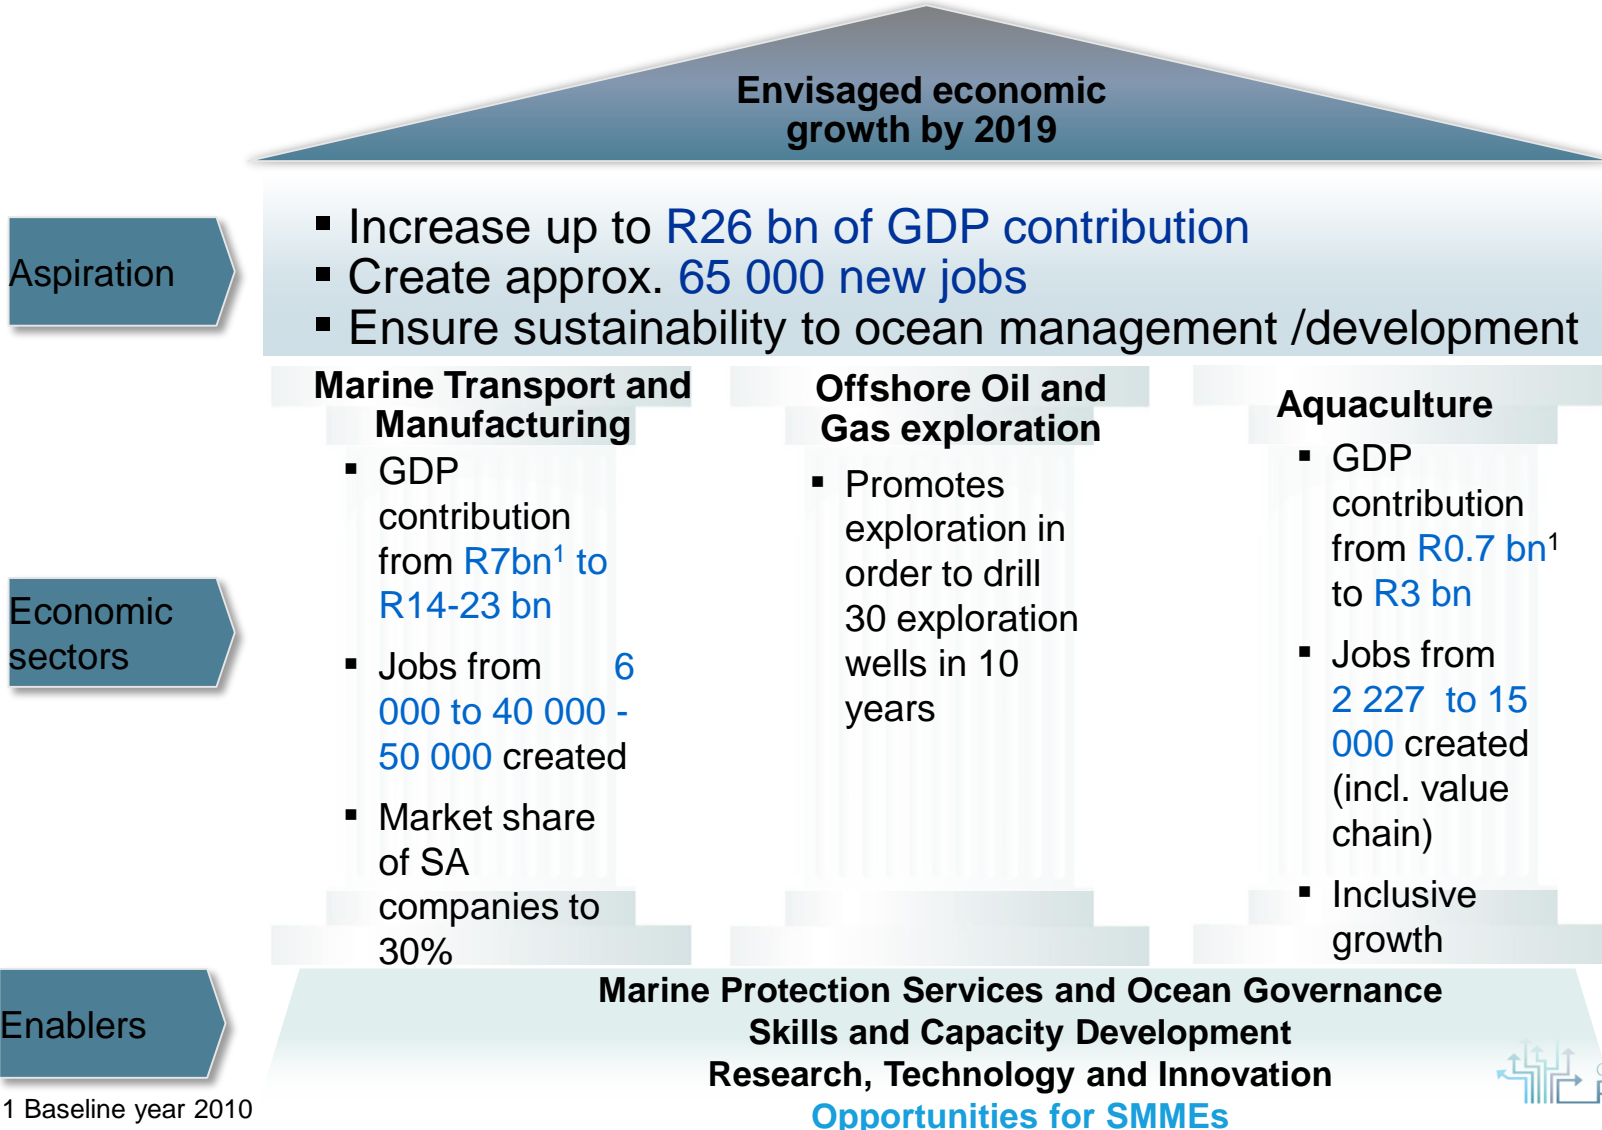 Envisaged economic
growth by 2019
Aspiration
▪ Increase up to R26 bn of GDP contribution
▪ Create approx. 65 000 new jobs
▪ Ensure sustainability to ocean management /development
Economic
sectors
Marine Transport and
Manufacturing
▪ GDP
contribution
from R7bn¹ to
R14-23 bn
▪ Jobs from 6
000 to 40 000 -
50 000 created
▪ Market share
of SA
companies to
30%
Offshore Oil and
Gas exploration
▪ Promotes
exploration in
order to drill
30 exploration
wells in 10
years
Aquaculture
▪ GDP
contribution
from R0.7 bn¹
to R3 bn
▪ Jobs from
2 227 to 15
000 created
(incl. value
chain)
▪ Inclusive
growth
Enablers
Marine Protection Services and Ocean Governance
Skills and Capacity Development
Research, Technology and Innovation
Opportunities for SMMEs
1 Baseline year 2010